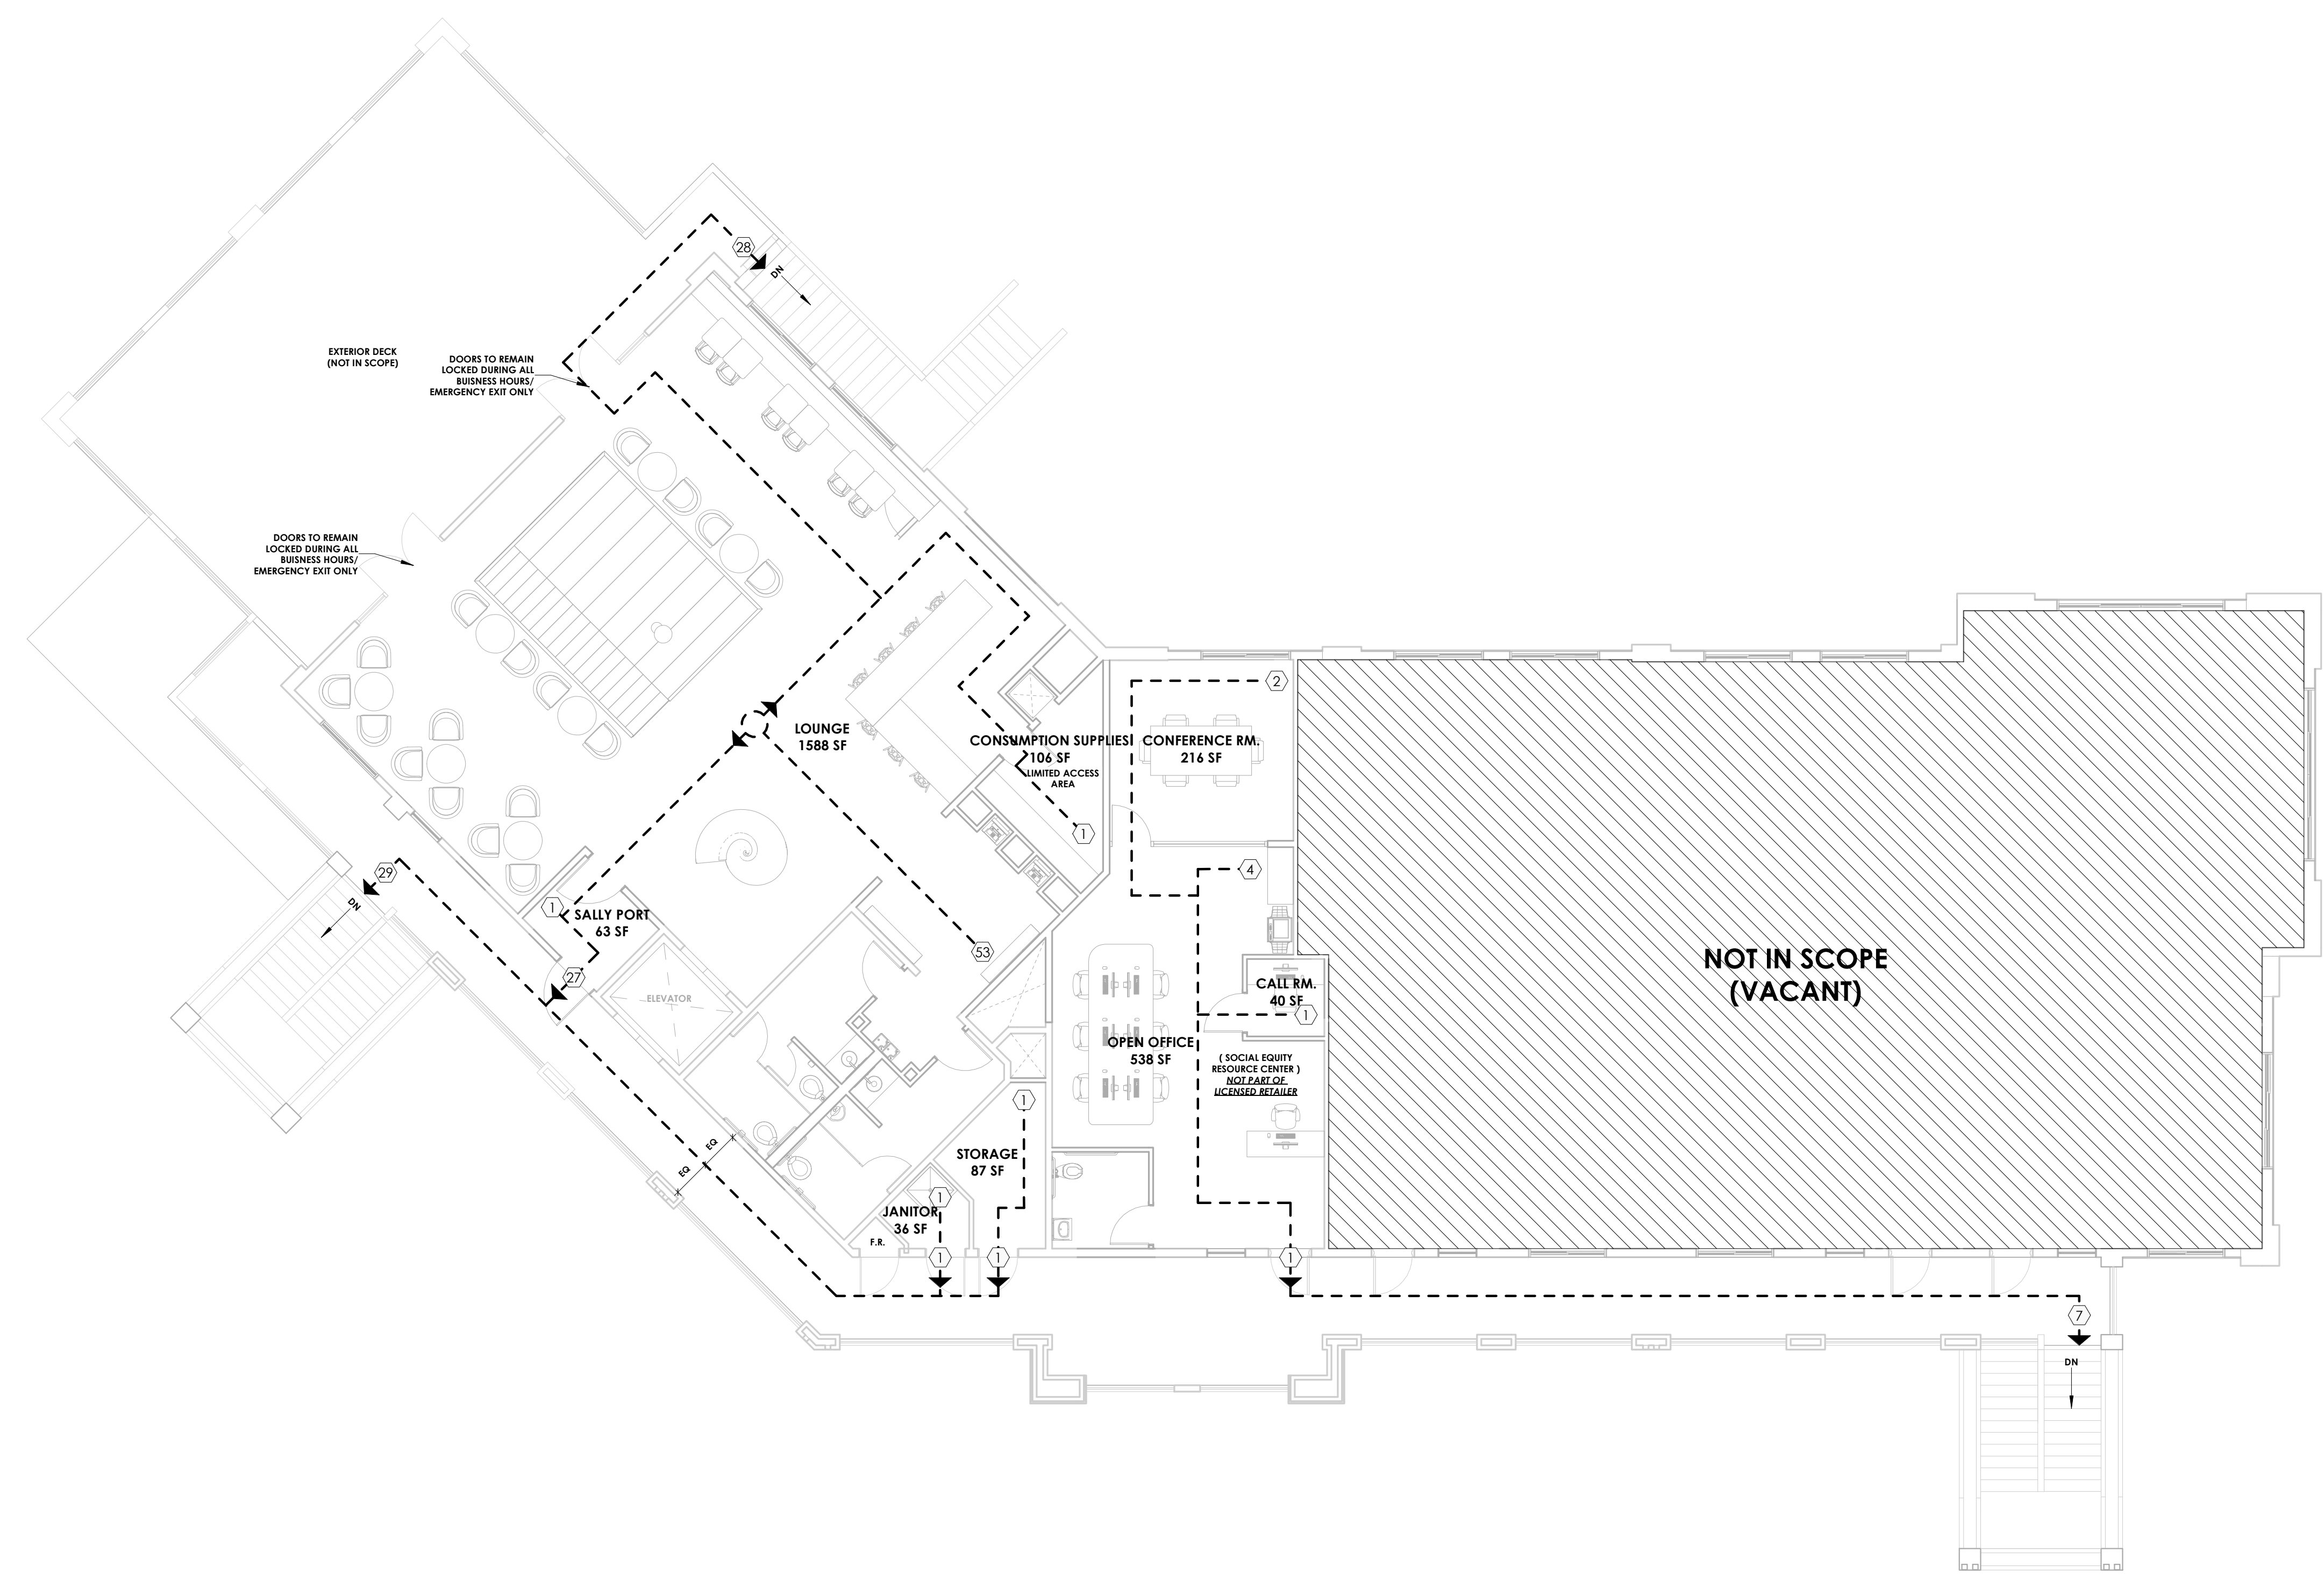 28
DN
EXTERIOR DECK
(NOT IN SCOPE)
DOORS TO REMAIN
LOCKED DURING ALL
BUISNESS HOURS/
EMERGENCY EXIT ONLY
DOORS TO REMAIN
LOCKED DURING ALL
BUISNESS HOURS/
EMERGENCY EXIT ONLY
2
LOUNGE
1588 SF
CONSUMPTION SUPPLIES
106 SF
LIMITED ACCESS
AREA
CONFERENCE RM.
216 SF
1
4
29
DN
1
SALLY PORT
63 SF
27
53
ELEVATOR
NOT IN SCOPE
(VACANT)
CALL RM.
40 SF
1
OPEN OFFICE
538 SF
( SOCIAL EQUITY
RESOURCE CENTER )
NOT PART OF
LICENSED RETAILER
1
EQ
EQ
STORAGE
87 SF
1
JANITOR
36 SF
F.R.
1
1
1
7
DN